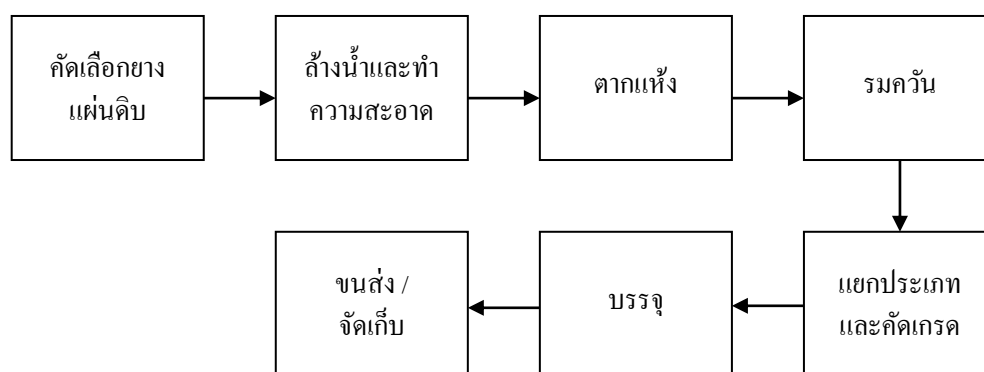 คัดเลือกยาง
แผ่นดิบ
ล้างน้ำและทำ
ความสะอาด
ตากแห้ง
รมควัน
แยกประเภท
และคัดเกรด
บรรจุ
ขนส่ง /
จัดเก็บ